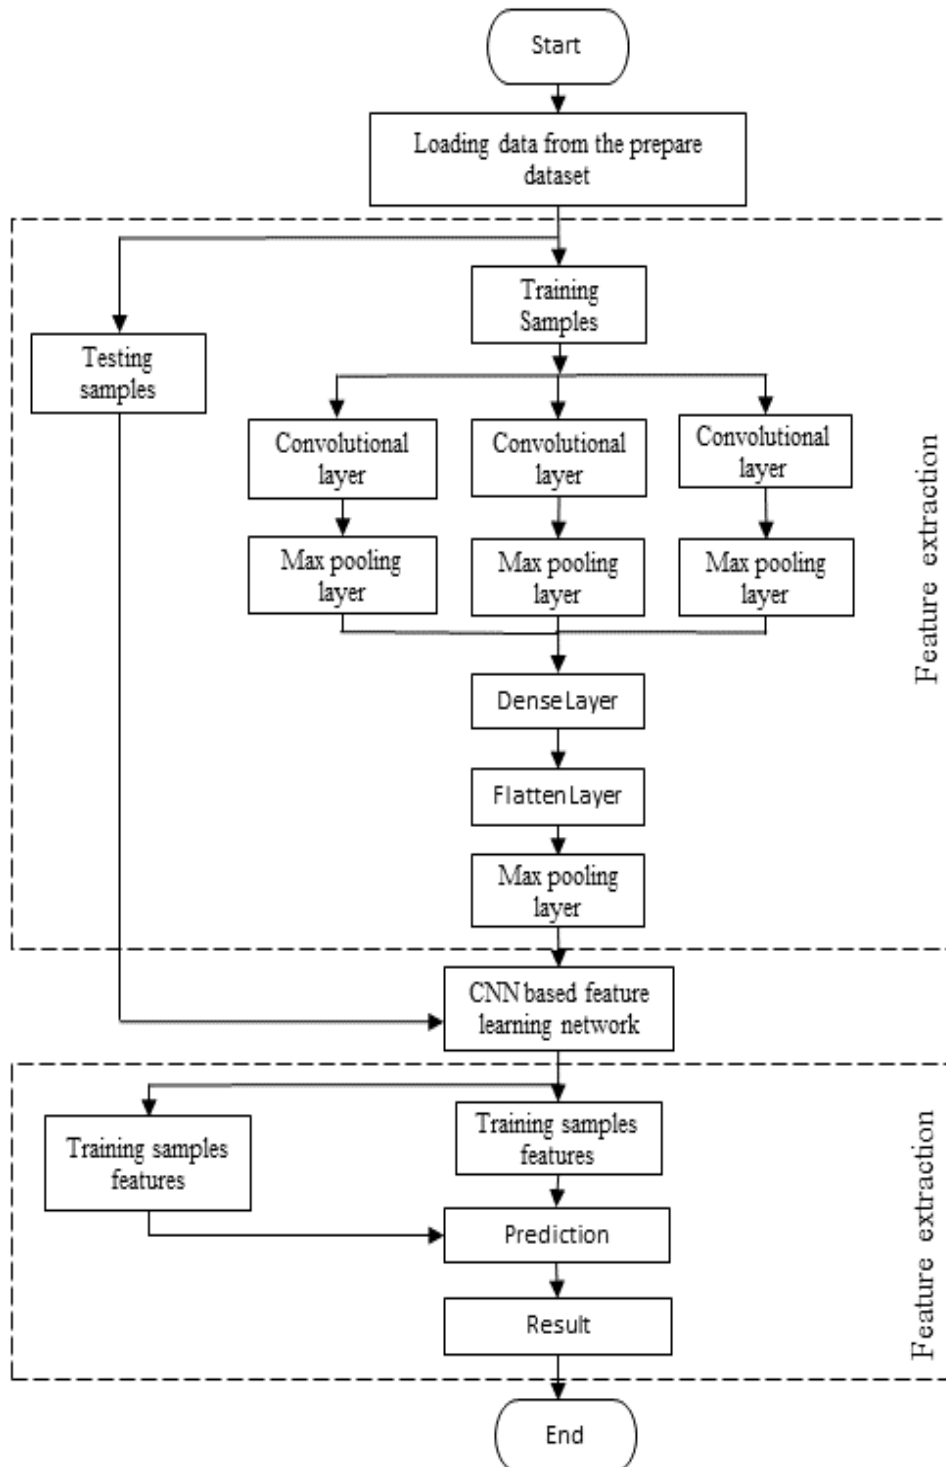 Start
Loading data from the prepare
dataset
Training
Samples
Testing
samples
Convolutional
layer
Convolutional
layer
Convolutional
layer
Max pooling
layer
Max pooling
layer
Max pooling
layer
Dense Layer
Flatten Layer
Max pooling
layer
Feature extraction
CNN based feature
learning network
Training samples
features
Training samples
features
Prediction
Result
Feature extraction
End